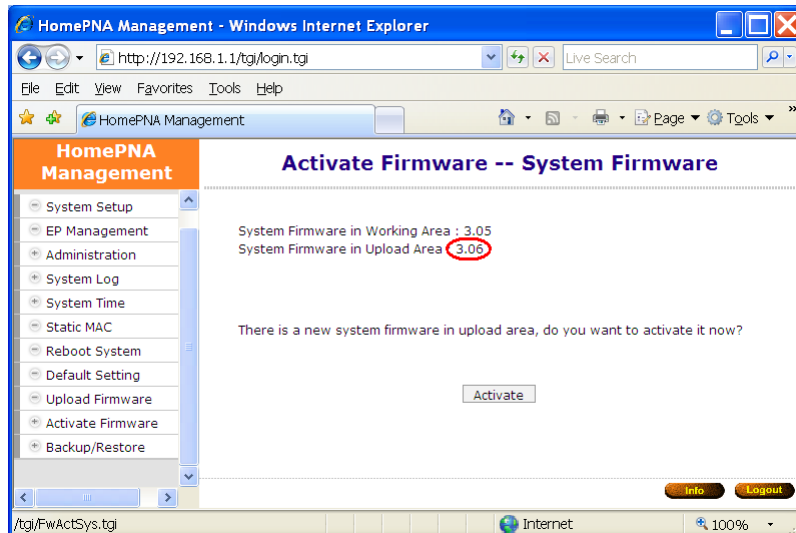 HomePNA Management - Windows Internet Explorer
http://192.168.1.1/tgi/login.tgi
Live Search
File Edit View Favorites Tools Help
HomePNA Management
Page Tools »
HomePNA
Management
System Setup
EP Management
Administration
System Log
System Time
Static MAC
Reboot System
Default Setting
Upload Firmware
Activate Firmware
Backup/Restore
Activate Firmware -- System Firmware
System Firmware in Working Area : 3.05
System Firmware in Upload Area : 3.06
There is a new system firmware in upload area, do you want to activate it now?
Activate
Info Logout
/tgi/FwActSys.tgi
Internet
100%